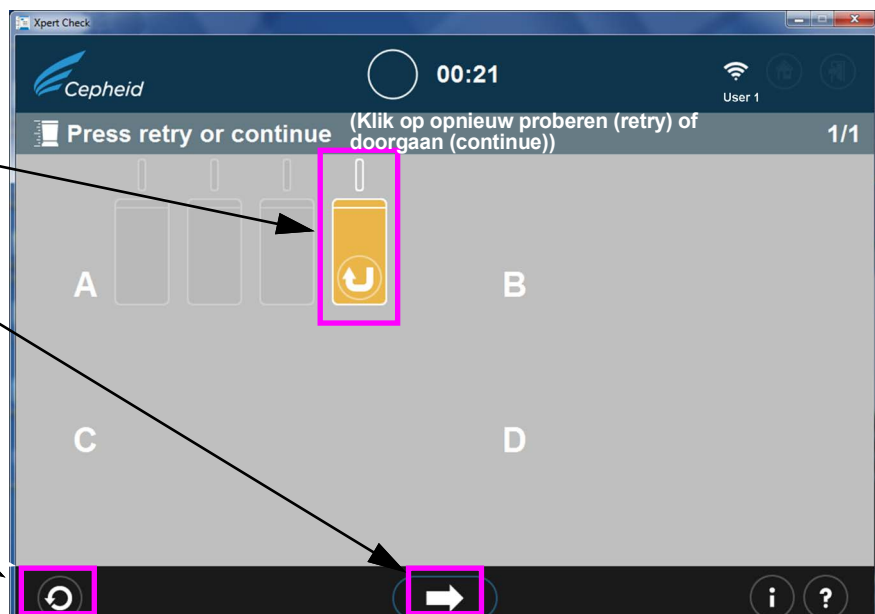 Xpert Check
Cepheid
00:21
User 1
Press retry or continue
(Klik op opnieuw proberen (retry) of
doorgaan (continue))
1/1
A
B
C
D
i
?